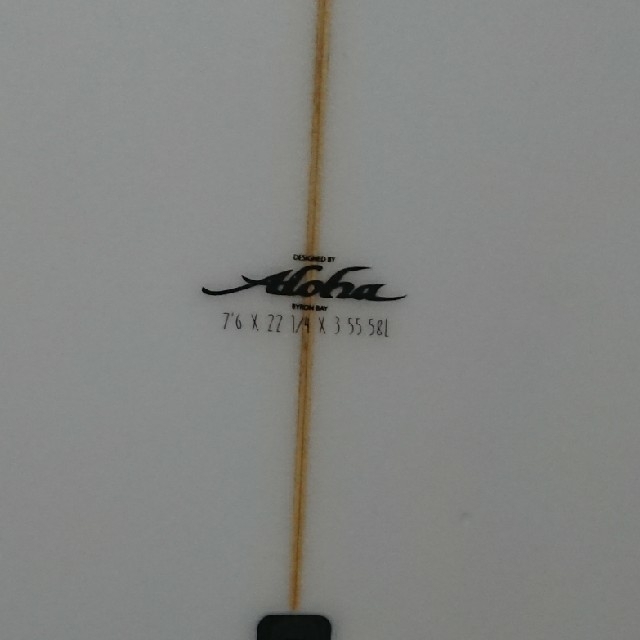 DESIGNED BY
Aloha
BYRON BAY
7'6 X 22 1/4 X 3 55 58L